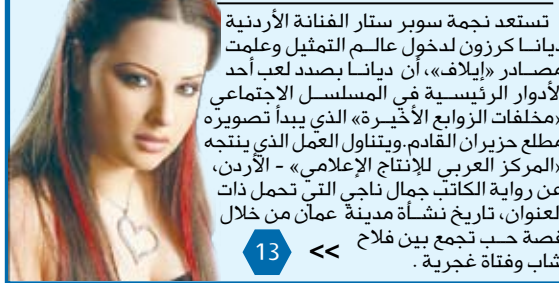 تستعد نجمة سوبر ستار الفنانة الأردنية
ديانا كرزون لدخول عالم التمثيل وعلمت
مصادر «إيلاف»، أن ديانا بصدد لعب أحد
الأدوار الرئيسية في المسلسل الاجتماعي
«مخلفات الزوابع الأخيرة» الذي يبدأ تصويره
مطلع حزيران القادم.ويتناول العمل الذي ينتجه
«المركز العربي للإنتاج الإعلامي» - الأردن،
عن رواية الكاتب جمال ناجي التي تحمل ذات
العنوان، تاريخ نشأة مدينة عمان من خلال
قصة حب تجمع بين فلاح
شاب وفتاة غجرية .
>> 13